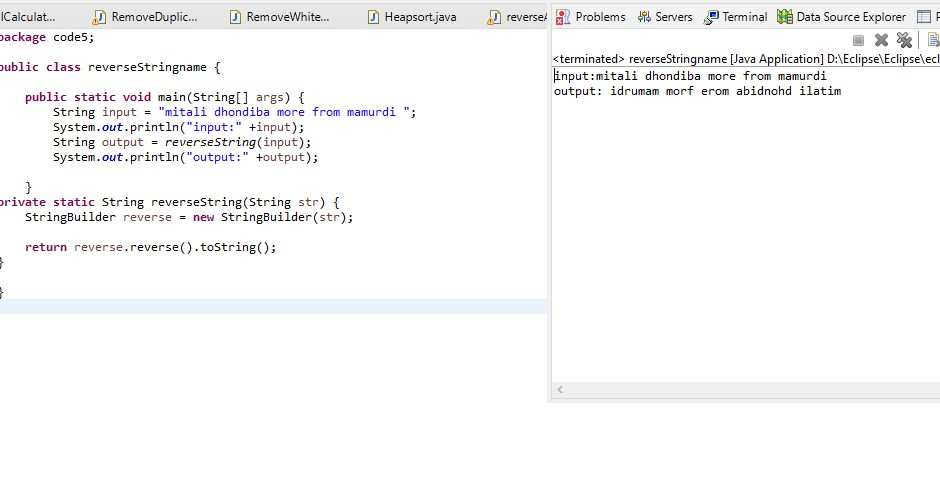 lCalculat... RemoveDuplic... RemoveWhite... Heapsort.java reverse
Problems Servers Terminal Data Source Explorer
package code5;
public class reverseStringname {
public static void main(String[] args) {
String input = "mitali dhondiba more from mamurdi ";
System.out.println("input:" +input);
String output = reverseString(input);
System.out.println("output:" +output);
}
private static String reverseString(String str) {
StringBuilder reverse = new StringBuilder(str);
return reverse.reverse().toString();
}
}
<terminated> reverseStringname [Java Application] D:\Eclipse\Eclipse\ecl
input:mitali dhondiba more from mamurdi
output: idrumam morf erom abidnohd ilatim